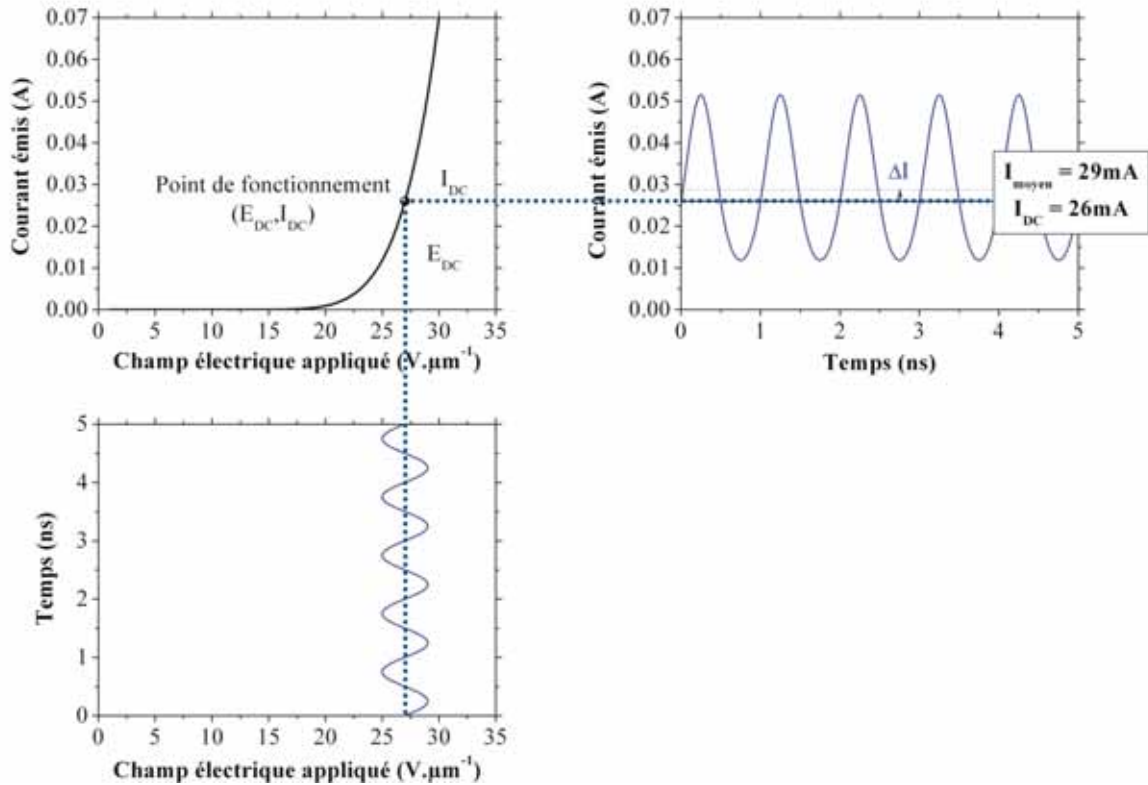 0.07
0.06
0.05
0.04
0.03
0.02
0.01
0.00
Courant émis (A)
Point de fonctionnement
(E_DC,I_DC)
I_DC
E_DC
0 5 10 15 20 25 30 35
Champ électrique appliqué (V.µm⁻¹)
0.07
0.06
0.05
0.04
0.03
0.02
0.01
0.00
Courant émis (A)
ΔI
I_moyen = 29mA
I_DC = 26mA
0 1 2 3 4 5
Temps (ns)
5
4
3
2
1
0
Temps (ns)
0 5 10 15 20 25 30 35
Champ électrique appliqué (V.µm⁻¹)